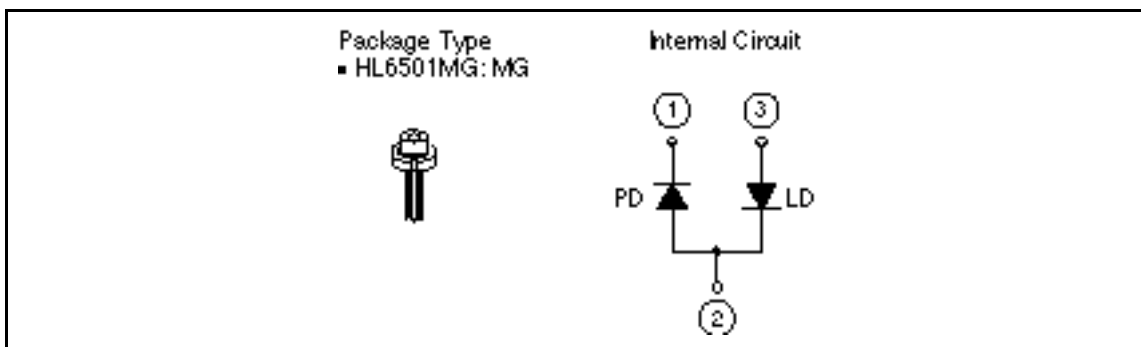 Package Type
▪ HL6501MG: MG
Internal Circuit
1
3
PD
LD
2